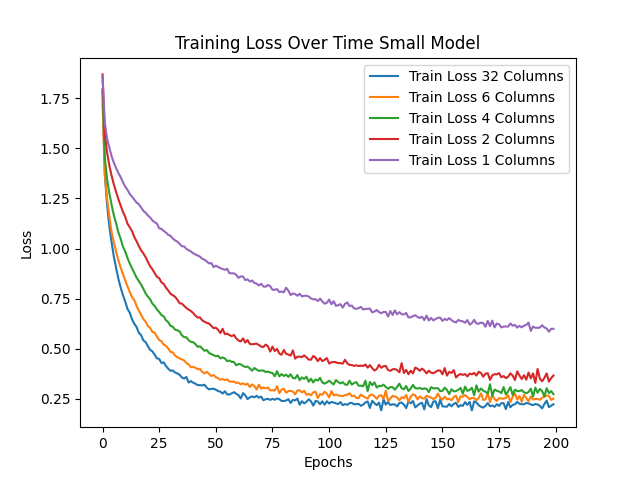 Training Loss Over Time Small Model
Train Loss 32 Columns
Train Loss 6 Columns
Train Loss 4 Columns
Train Loss 2 Columns
Train Loss 1 Columns
Loss
1.75
1.50
1.25
1.00
0.75
0.50
0.25
0 25 50 75 100 125 150 175 200
Epochs